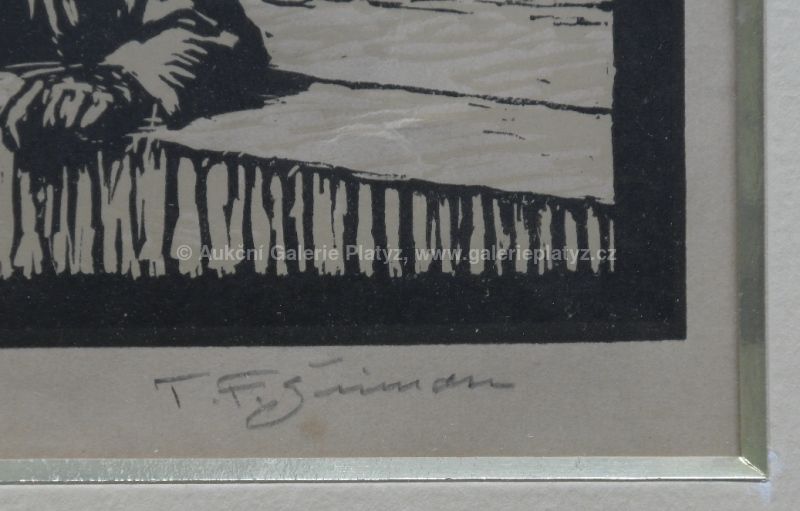 © Aukční Galerie Platyz, www.galerieplatyz.cz
T. F. Šimon